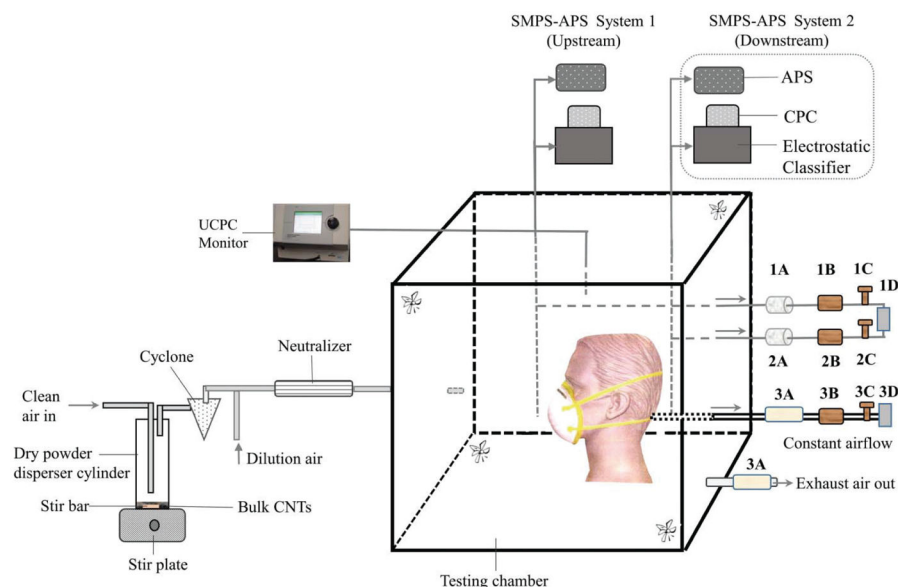 SMPS-APS System 1
(Upstream)
SMPS-APS System 2
(Downstream)
APS
CPC
Electrostatic
Classifier
UCPC
Monitor
1A
1B
1C
1D
2A
2B
2C
Cyclone
Neutralizer
Clean
air in
3A
3B
3C
3D
Constant airflow
Dry powder
disperser cylinder
Dilution air
3A
Exhaust air out
Stir bar
Bulk CNTs
Stir plate
Testing chamber